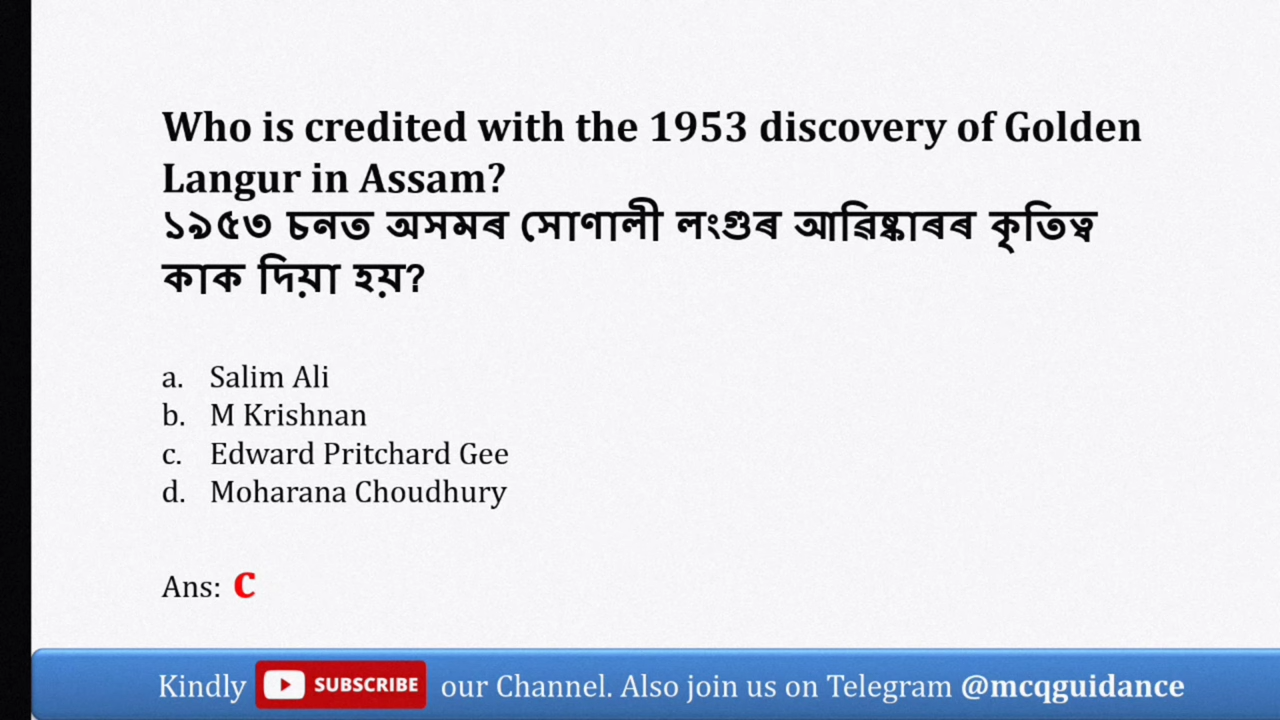 Who is credited with the 1953 discovery of Golden
Langur in Assam?
১৯৫৩ চনত অসমৰ সোণালী লংগুৰ আৱিষ্কাৰৰ কৃতিত্ব
কাক দিয়া হয়?
a. Salim Ali
b. M Krishnan
c. Edward Pritchard Gee
d. Moharana Choudhury
Ans: c
Kindly SUBSCRIBE our Channel. Also join us on Telegram @mcqguidance